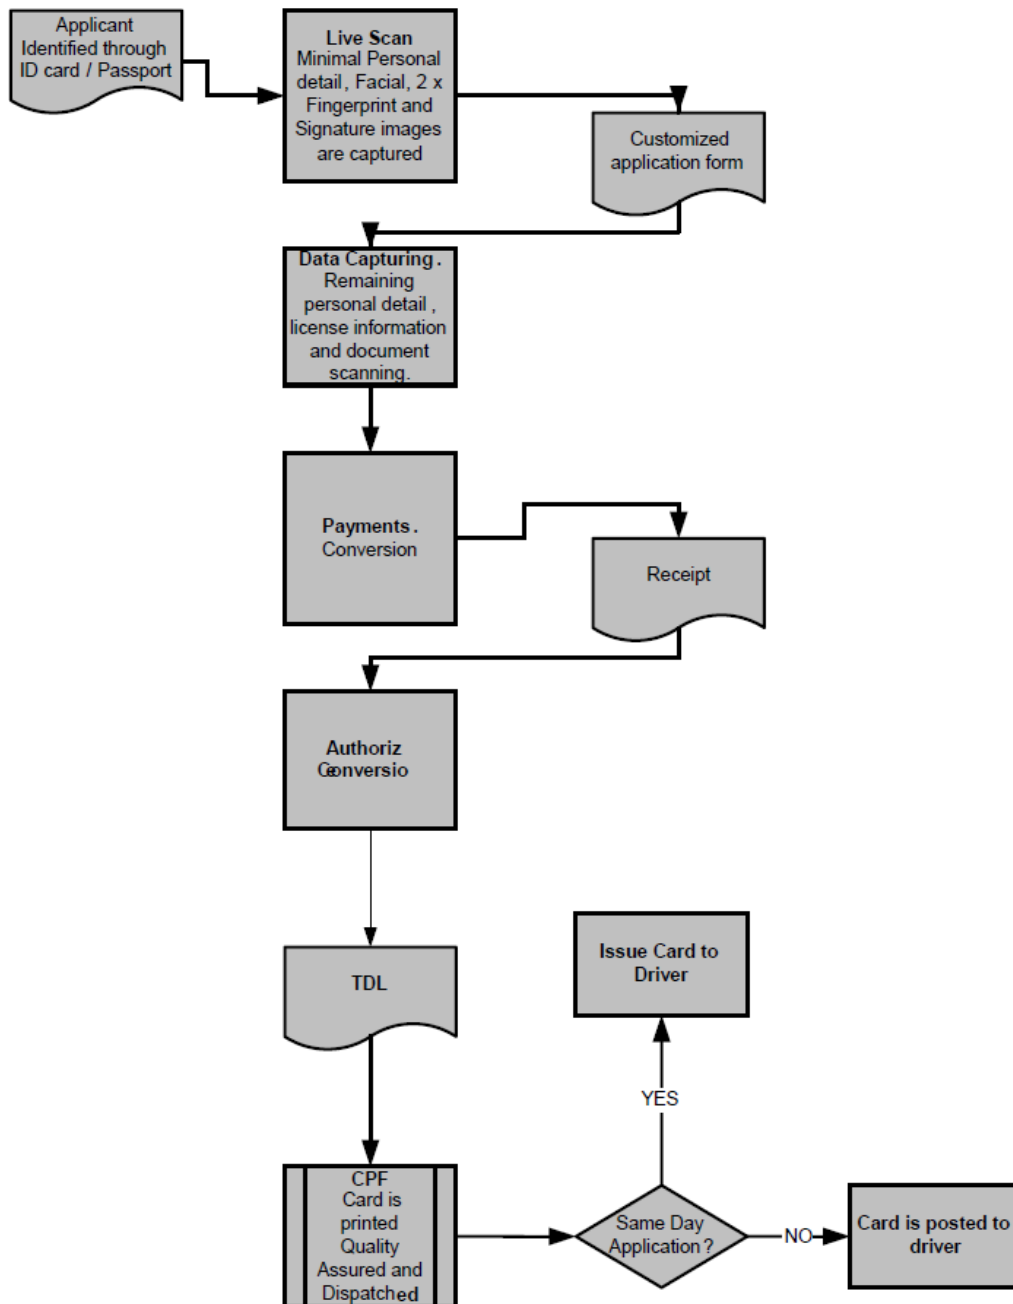 Applicant
Identified through
ID card / Passport
Live Scan
Minimal Personal
detail, Facial, 2 x
Fingerprint and
Signature images
are captured
Customized
application form
Data Capturing.
Remaining
personal detail,
license information
and document
scanning.
Payments.
Conversion
Receipt
Authoriz
Conversio
TDL
Issue Card to
Driver
YES
CPF
Card is
printed
Quality
Assured and
Dispatched
Same Day
Application?
NO
Card is posted to
driver